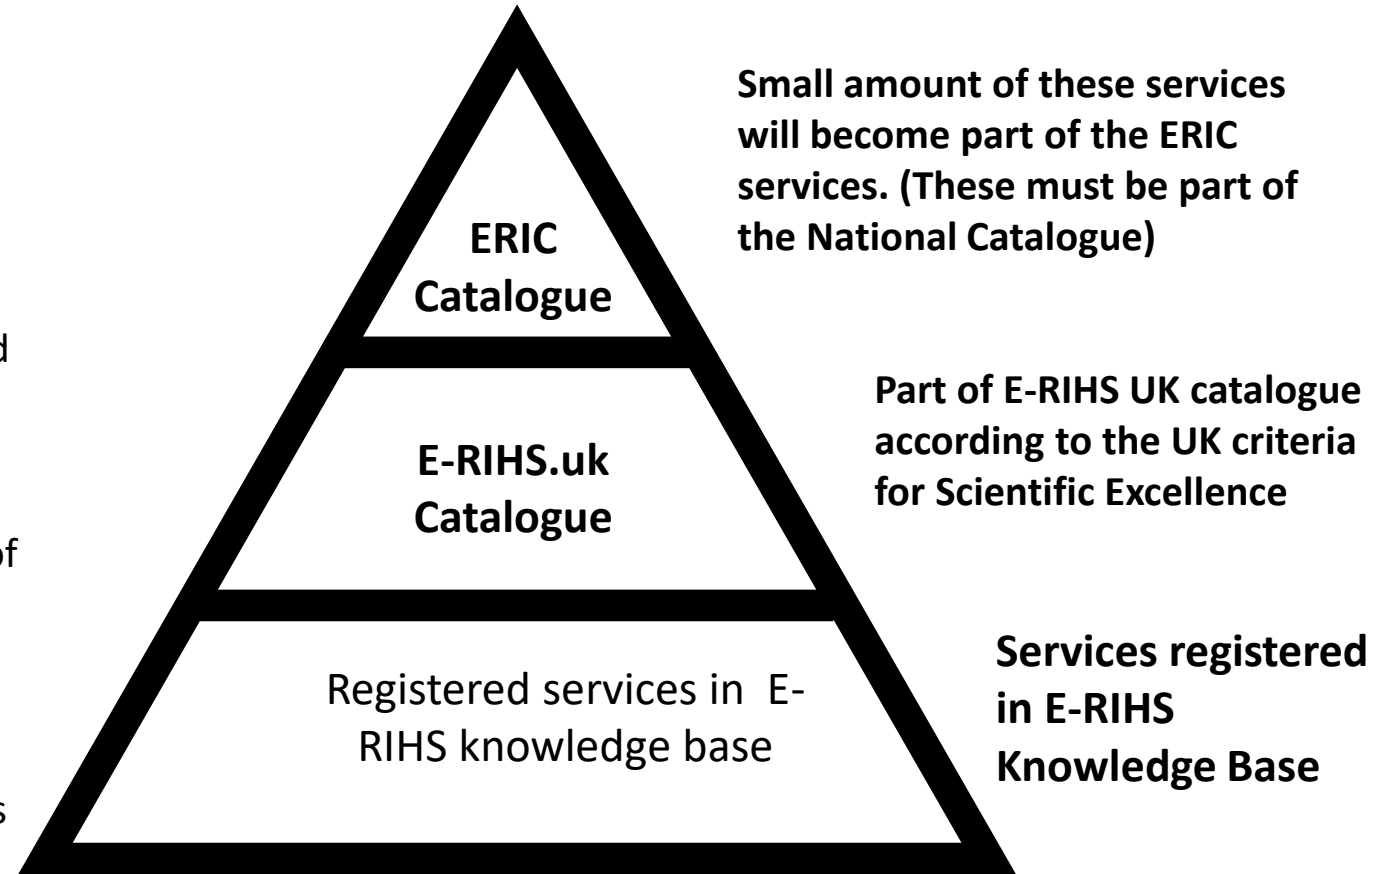 Small amount of these services
will become part of the ERIC
services. (These must be part of
the National Catalogue)
ERIC
Catalogue
d
Part of E-RIHS UK catalogue
according to the UK criteria
for Scientific Excellence
E-RIHS.uk
Catalogue
of
Services registered
in E-RIHS
Knowledge Base
Registered services in  E-
RIHS knowledge base
s